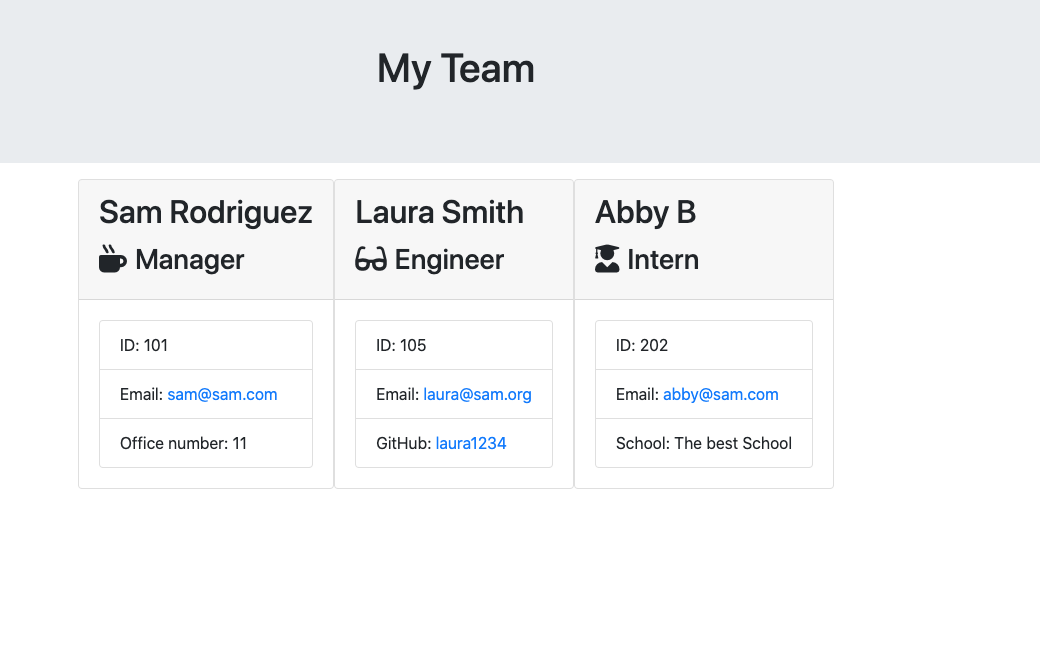 My Team
Sam Rodriguez
Manager
ID: 101
Email: sam@sam.com
Office number: 11
Laura Smith
Engineer
ID: 105
Email: laura@sam.org
GitHub: laura1234
Abby B
Intern
ID: 202
Email: abby@sam.com
School: The best School